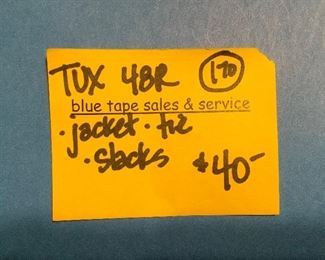 TUX 48R 170
blue tape sales & service
• jacket • tie
• slacks $40-